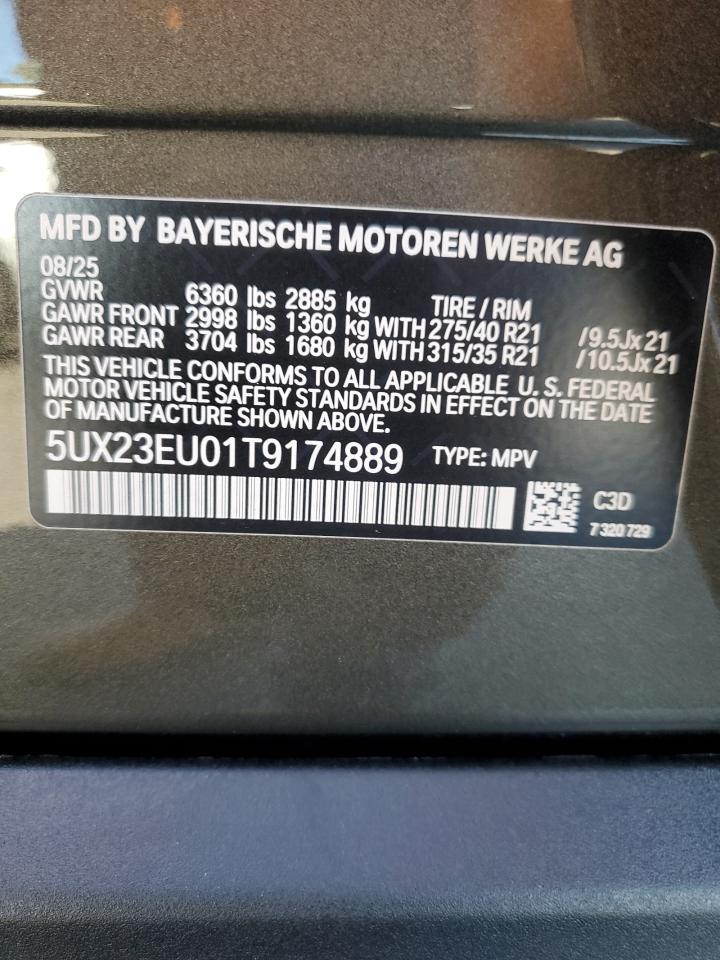 MFD BY BAYERISCHE MOTOREN WERKE AG
08/25
GVWR 6360 lbs 2885 kg TIRE / RIM
GAWR FRONT 2998 lbs 1360 kg WITH 275/40 R21 /9.5Jx21
GAWR REAR 3704 lbs 1680 kg WITH 315/35 R21 /10.5Jx21
THIS VEHICLE CONFORMS TO ALL APPLICABLE U. S. FEDERAL
MOTOR VEHICLE SAFETY STANDARDS IN EFFECT ON THE DATE
OF MANUFACTURE SHOWN ABOVE.
5UX23EU01T9174889 TYPE: MPV
C3D
7 320 729